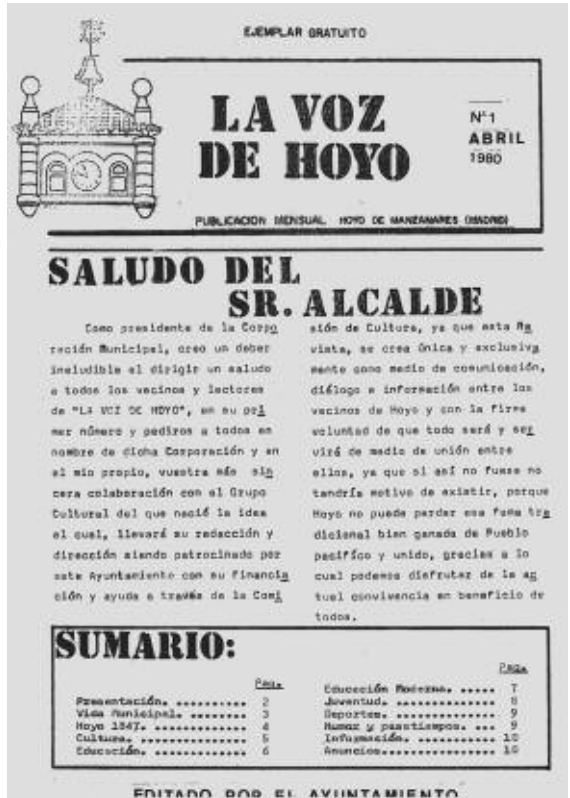 EJEMPLAR GRATUITO
LA VOZ
DE HOYO
Nº1
ABRIL
1980
PUBLICACION MENSUAL HOYO DE MANZANARES (MADRID)
SALUDO DEL
SR. ALCALDE
Como presidente de la Corpo
ración Municipal, creo un deber
ineludible el dirigir un saludo
a todos los vecinos y lectores
de "LA VOZ DE HOYO", en su pri
mer número y pediros a todos en
nombre de dicha Corporación y en
el mio propio, vuestra más sin
cera colaboración con el Grupo
Cultural del que nació la idea
el cual, llevará su redacción y
dirección siendo patrocinado por
este Ayuntamiento con su financia
ción y ayuda a través de la Comi
sión de Cultura, ya que esta Re
vista, se crea única y exclusiva
mente como medio de comunicación,
diálogo e información entre los
vecinos de Hoyo y con la firme
voluntad de que todo será y ser
virá de medio de unión entre
ellos, ya que si así no fuese no
tendría motivo de existir, porque
Hoyo no puede perder esa fama tra
dicional bien ganada de Pueblo
pacífico y unido, gracias a lo
cual podemos disfrutar de la ac
tual convivencia en beneficio de
todos.
SUMARIO:
Pag.
Presentación. .......... 2
Vida Municipal. ........ 3
Hoyo 1847. ............. 4
Cultura. ............... 5
Educación. ............. 6
Pag.
Educación Moderna. ..... 7
Juventud. .............. 8
Deportes. .............. 9
Humor y pasatiempos. ... 9
Información. ........... 10
Anuncios. .............. 10
EDITADO POR EL AYUNTAMIENTO